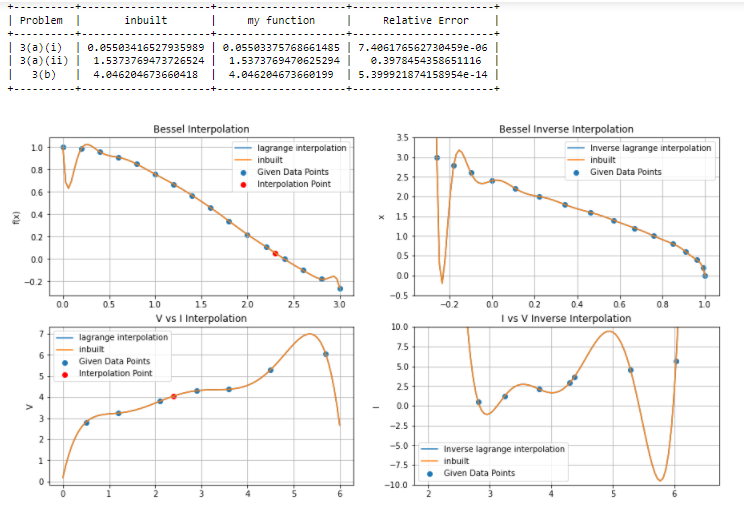 Problem | inbuilt | my function | Relative Error
3(a)(i) | 0.05503416527935989 | 0.05503375768661485 | 7.406176562730459e-06
3(a)(ii) | 1.5373769473726524 | 1.5373769470625294 | 0.3978454358651116
3(b) | 4.046204673660418 | 4.046204673660199 | 5.399921874158954e-14
Bessel Interpolation
lagrange interpolation
inbuilt
Given Data Points
Interpolation Point
f(x)
1.0
0.8
0.6
0.4
0.2
0.0
−0.2
0.0 0.5 1.0 1.5 2.0 2.5 3.0
Bessel Inverse Interpolation
Inverse lagrange interpolation
inbuilt
Given Data Points
x
3.5
3.0
2.5
2.0
1.5
1.0
0.5
0.0
−0.5
−0.2 0.0 0.2 0.4 0.6 0.8 1.0
V vs I Interpolation
lagrange interpolation
inbuilt
Given Data Points
Interpolation Point
V
7
6
5
4
3
2
1
0
0 1 2 3 4 5 6
I vs V Inverse Interpolation
I
10.0
7.5
5.0
2.5
0.0
−2.5
−5.0
−7.5
−10.0
Inverse lagrange interpolation
inbuilt
Given Data Points
2 3 4 5 6